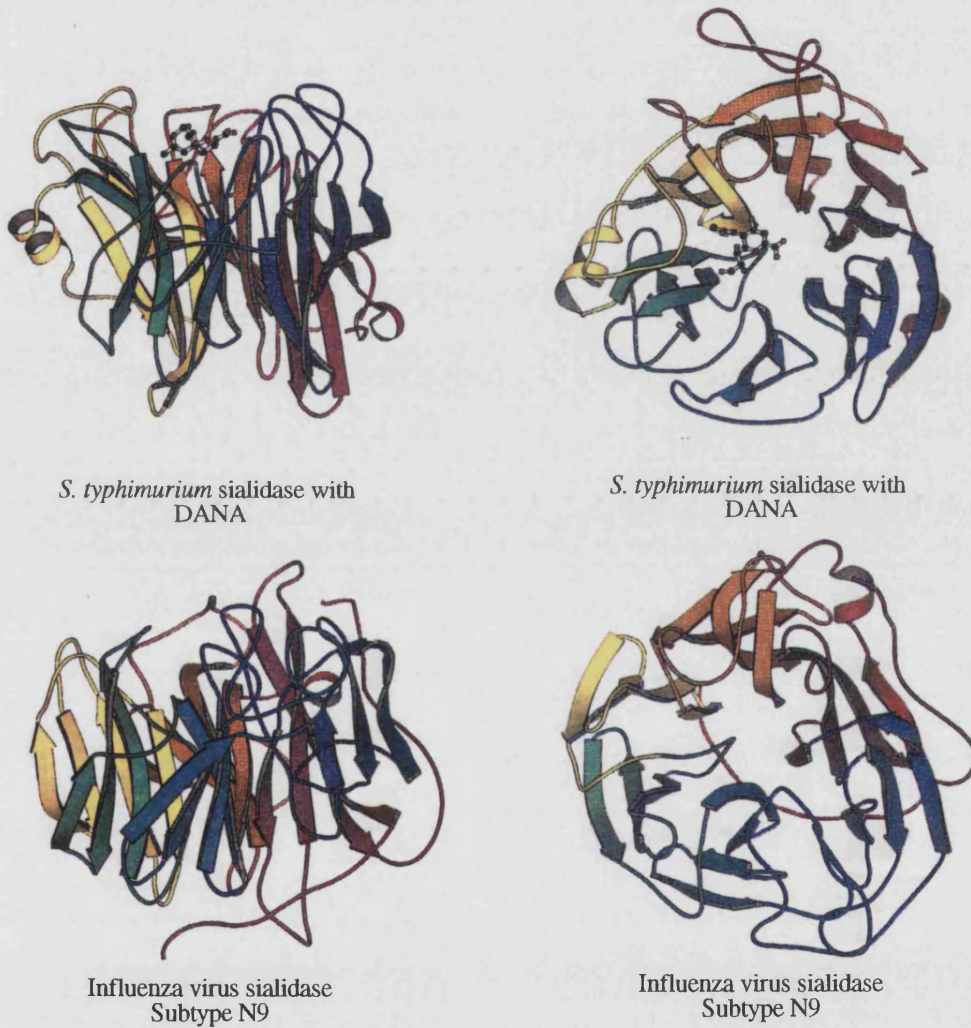 S. typhimurium sialidase with
DANA
S. typhimurium sialidase with
DANA
Influenza virus sialidase
Subtype N9
Influenza virus sialidase
Subtype N9